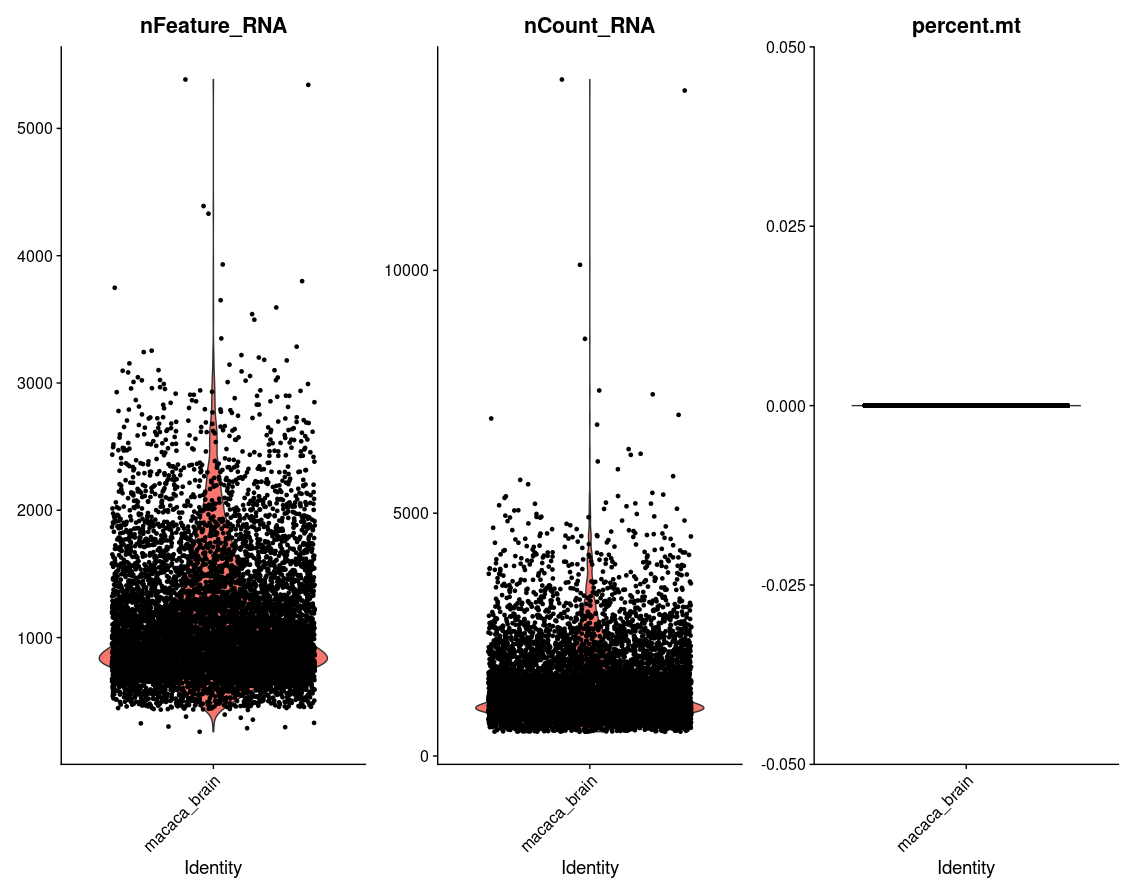 nFeature_RNA
5000
4000
3000
2000
1000
macaca_brain
Identity
nCount_RNA
10000
5000
0
macaca_brain
Identity
percent.mt
0.050
0.025
0.000
-0.025
-0.050
macaca_brain
Identity